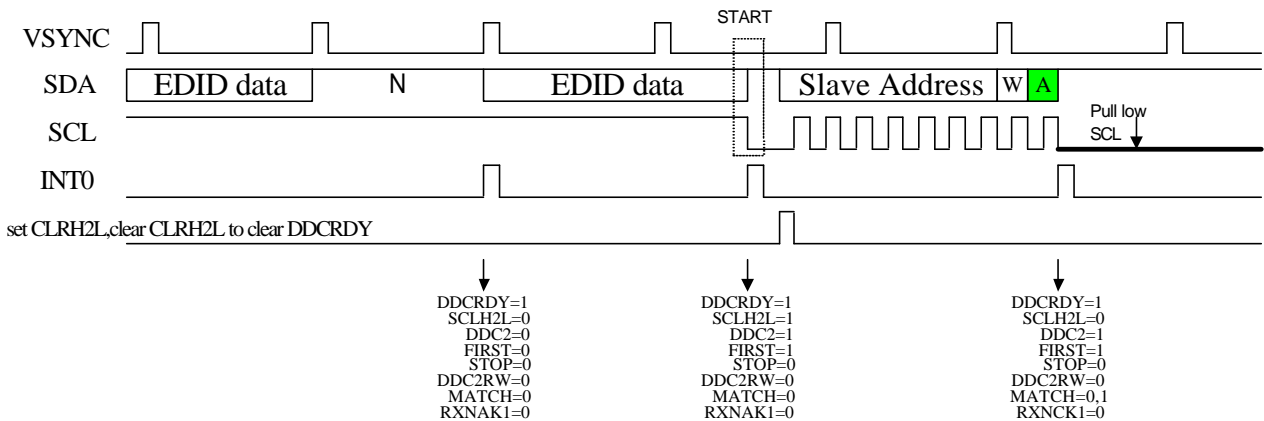 START
VSYNC
SDA EDID data N EDID data Slave Address W A
Pull low
SCL
SCL
INT0
set CLRH2L,clear CLRH2L to clear DDCRDY
DDCRDY=1 DDCRDY=1 DDCRDY=1
SCLH2L=0 SCLH2L=1 SCLH2L=0
DDC2=0 DDC2=1 DDC2=1
FIRST=0 FIRST=1 FIRST=1
STOP=0 STOP=0 STOP=0
DDC2RW=0 DDC2RW=0 DDC2RW=0
MATCH=0 MATCH=0 MATCH=0,1
RXNAK1=0 RXNAK1=0 RXNCK1=0